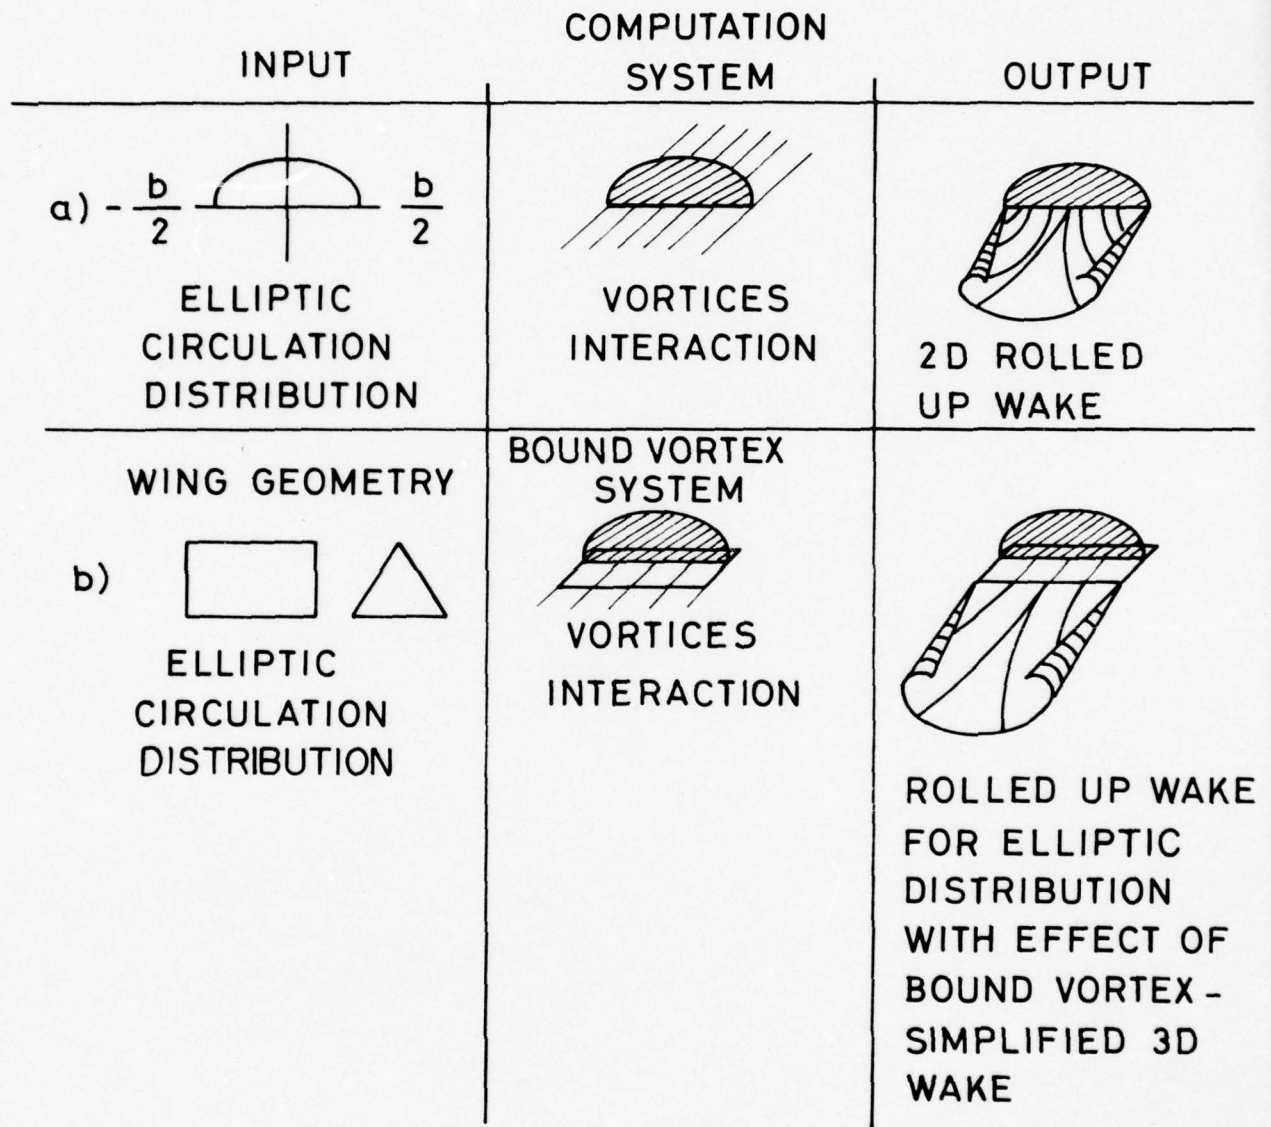 INPUT
COMPUTATION
SYSTEM
OUTPUT
a) - b/2 b/2
ELLIPTIC
CIRCULATION
DISTRIBUTION
VORTICES
INTERACTION
2D ROLLED
UP WAKE
WING GEOMETRY
b)
ELLIPTIC
CIRCULATION
DISTRIBUTION
BOUND VORTEX
SYSTEM
VORTICES
INTERACTION
ROLLED UP WAKE
FOR ELLIPTIC
DISTRIBUTION
WITH EFFECT OF
BOUND VORTEX -
SIMPLIFIED 3D
WAKE